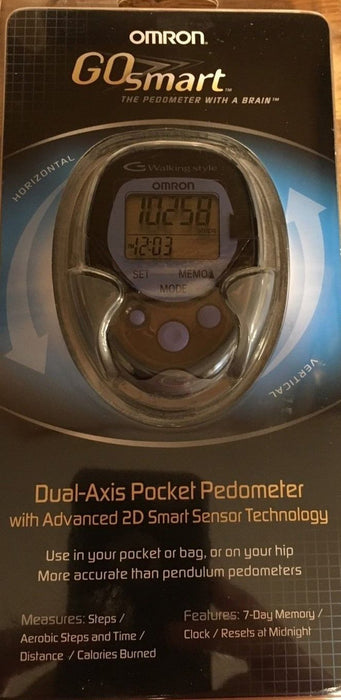 OMRON®
GOsmart™
THE PEDOMETER WITH A BRAIN™
HORIZONTAL
G Walking style
OMRON
10258
STEPS
PM 12:03
SET MEMO
MODE
VERTICAL
Dual-Axis Pocket Pedometer
with Advanced 2D Smart Sensor Technology
Use in your pocket or bag, or on your hip
More accurate than pendulum pedometers
Measures: Steps /
Aerobic Steps and Time /
Distance / Calories Burned
Features: 7-Day Memory /
Clock / Resets at Midnight